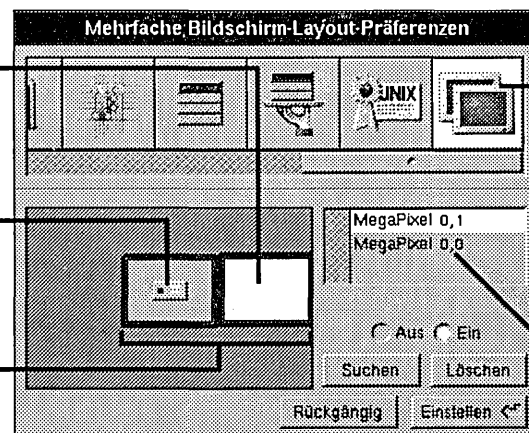 Mehrfache Bildschirm-Layout-Präferenzen
UNIX
MegaPixel 0,1
MegaPixel 0,0
Aus Ein
Suchen Löschen
Rückgängig Einstellen